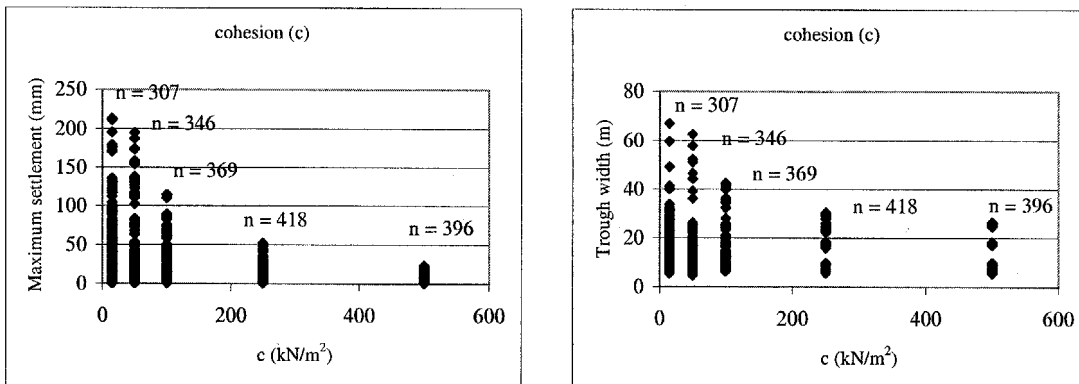 cohesion (c)
Maximum settlement (mm)
250
200
150
100
50
0
n = 307
n = 346
n = 369
n = 418
n = 396
0 200 400 600
c (kN/m²)
cohesion (c)
Trough width (m)
80
60
40
20
0
n = 307
n = 346
n = 369
n = 418
n = 396
0 200 400 600
c (kN/m²)